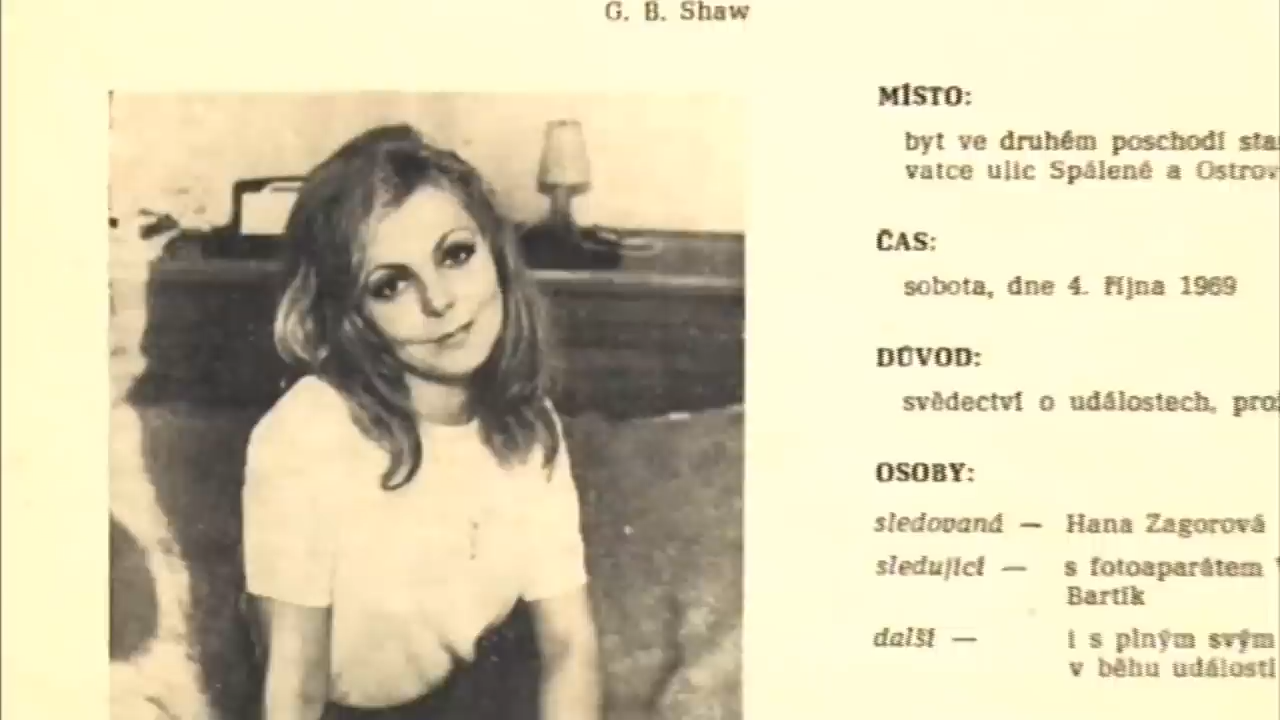 G. B. Shaw
MÍSTO:
byt ve druhém poschodí
vatce ulic Spálené a
ČAS:
sobota, dne 4. října 1969
DŮVOD:
svědectví o událostech,
OSOBY:
sledovaná — Hana Zagorová
sledující — s fotoaparátem
Bartík
další — i s plným svým
v běhu událostí